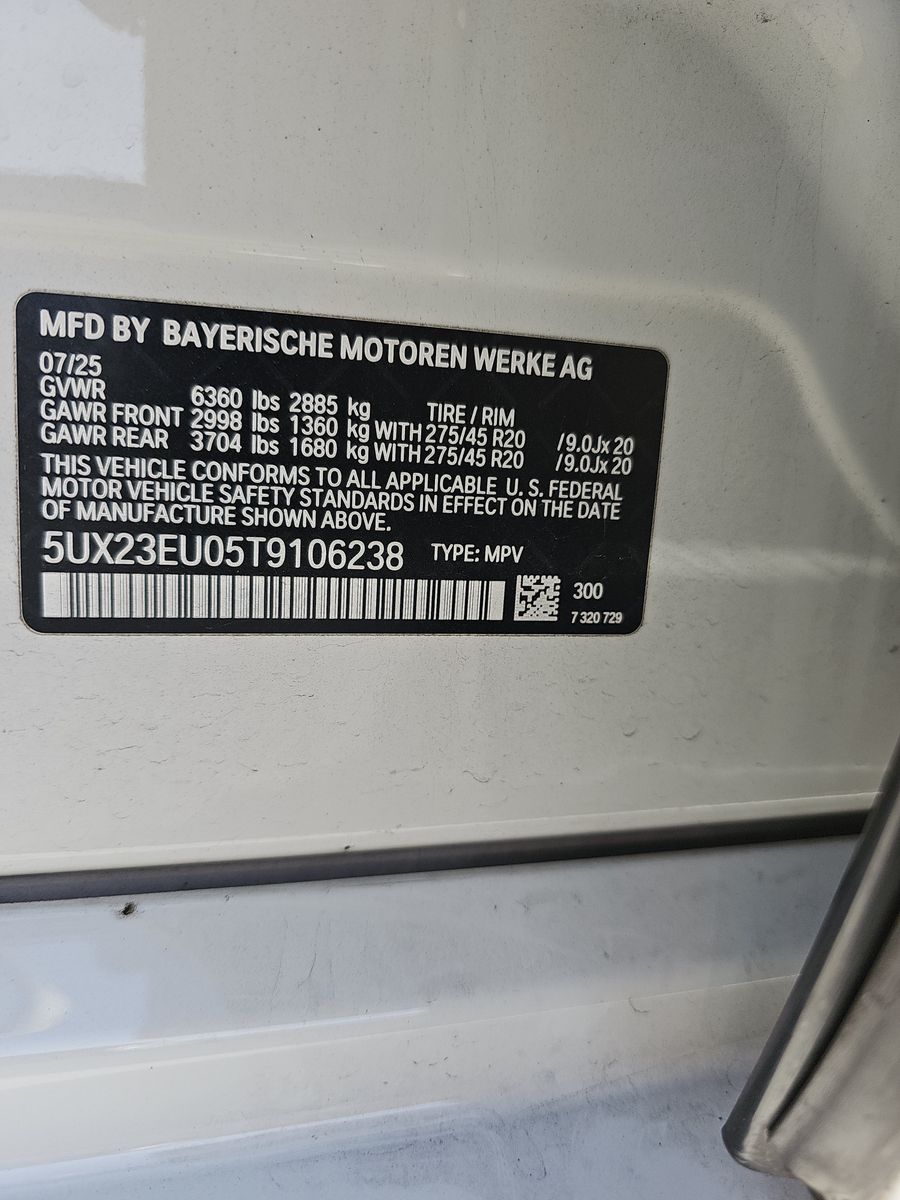 MFD BY BAYERISCHE MOTOREN WERKE AG
07/25
GVWR 6360 lbs 2885 kg TIRE / RIM
GAWR FRONT 2998 lbs 1360 kg WITH 275/45 R20 /9.0Jx20
GAWR REAR 3704 lbs 1680 kg WITH 275/45 R20 /9.0Jx20
THIS VEHICLE CONFORMS TO ALL APPLICABLE U. S. FEDERAL
MOTOR VEHICLE SAFETY STANDARDS IN EFFECT ON THE DATE
OF MANUFACTURE SHOWN ABOVE.
5UX23EU05T9106238 TYPE: MPV
300
7 320 729